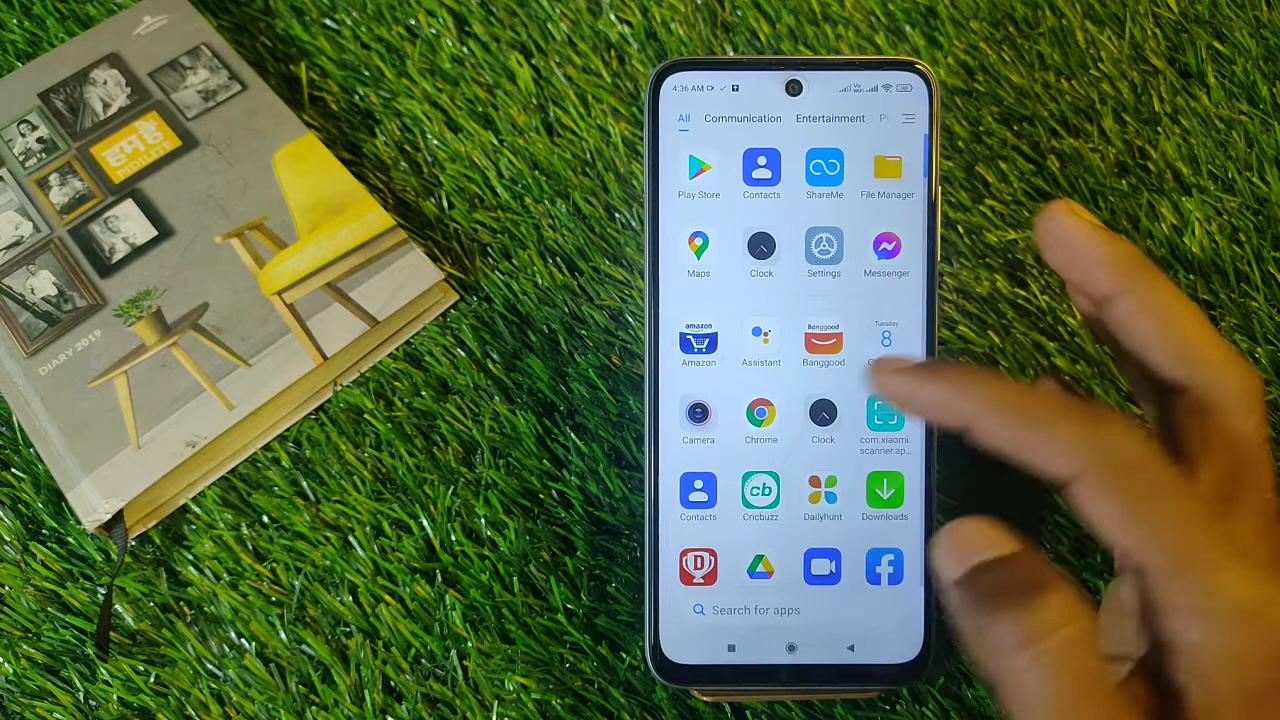 हम हैं
PIDILITE
DIARY 2019
4:36 AM
All Communication Entertainment
Play Store Contacts ShareMe File Manager
Maps Clock Settings Messenger
amazon Banggood Tuesday
8
Amazon Assistant Banggood
Camera Chrome Clock com.xiaomi.
scanner.ap...
cb
Contacts Cricbuzz Dailyhunt Downloads
D
Search for apps